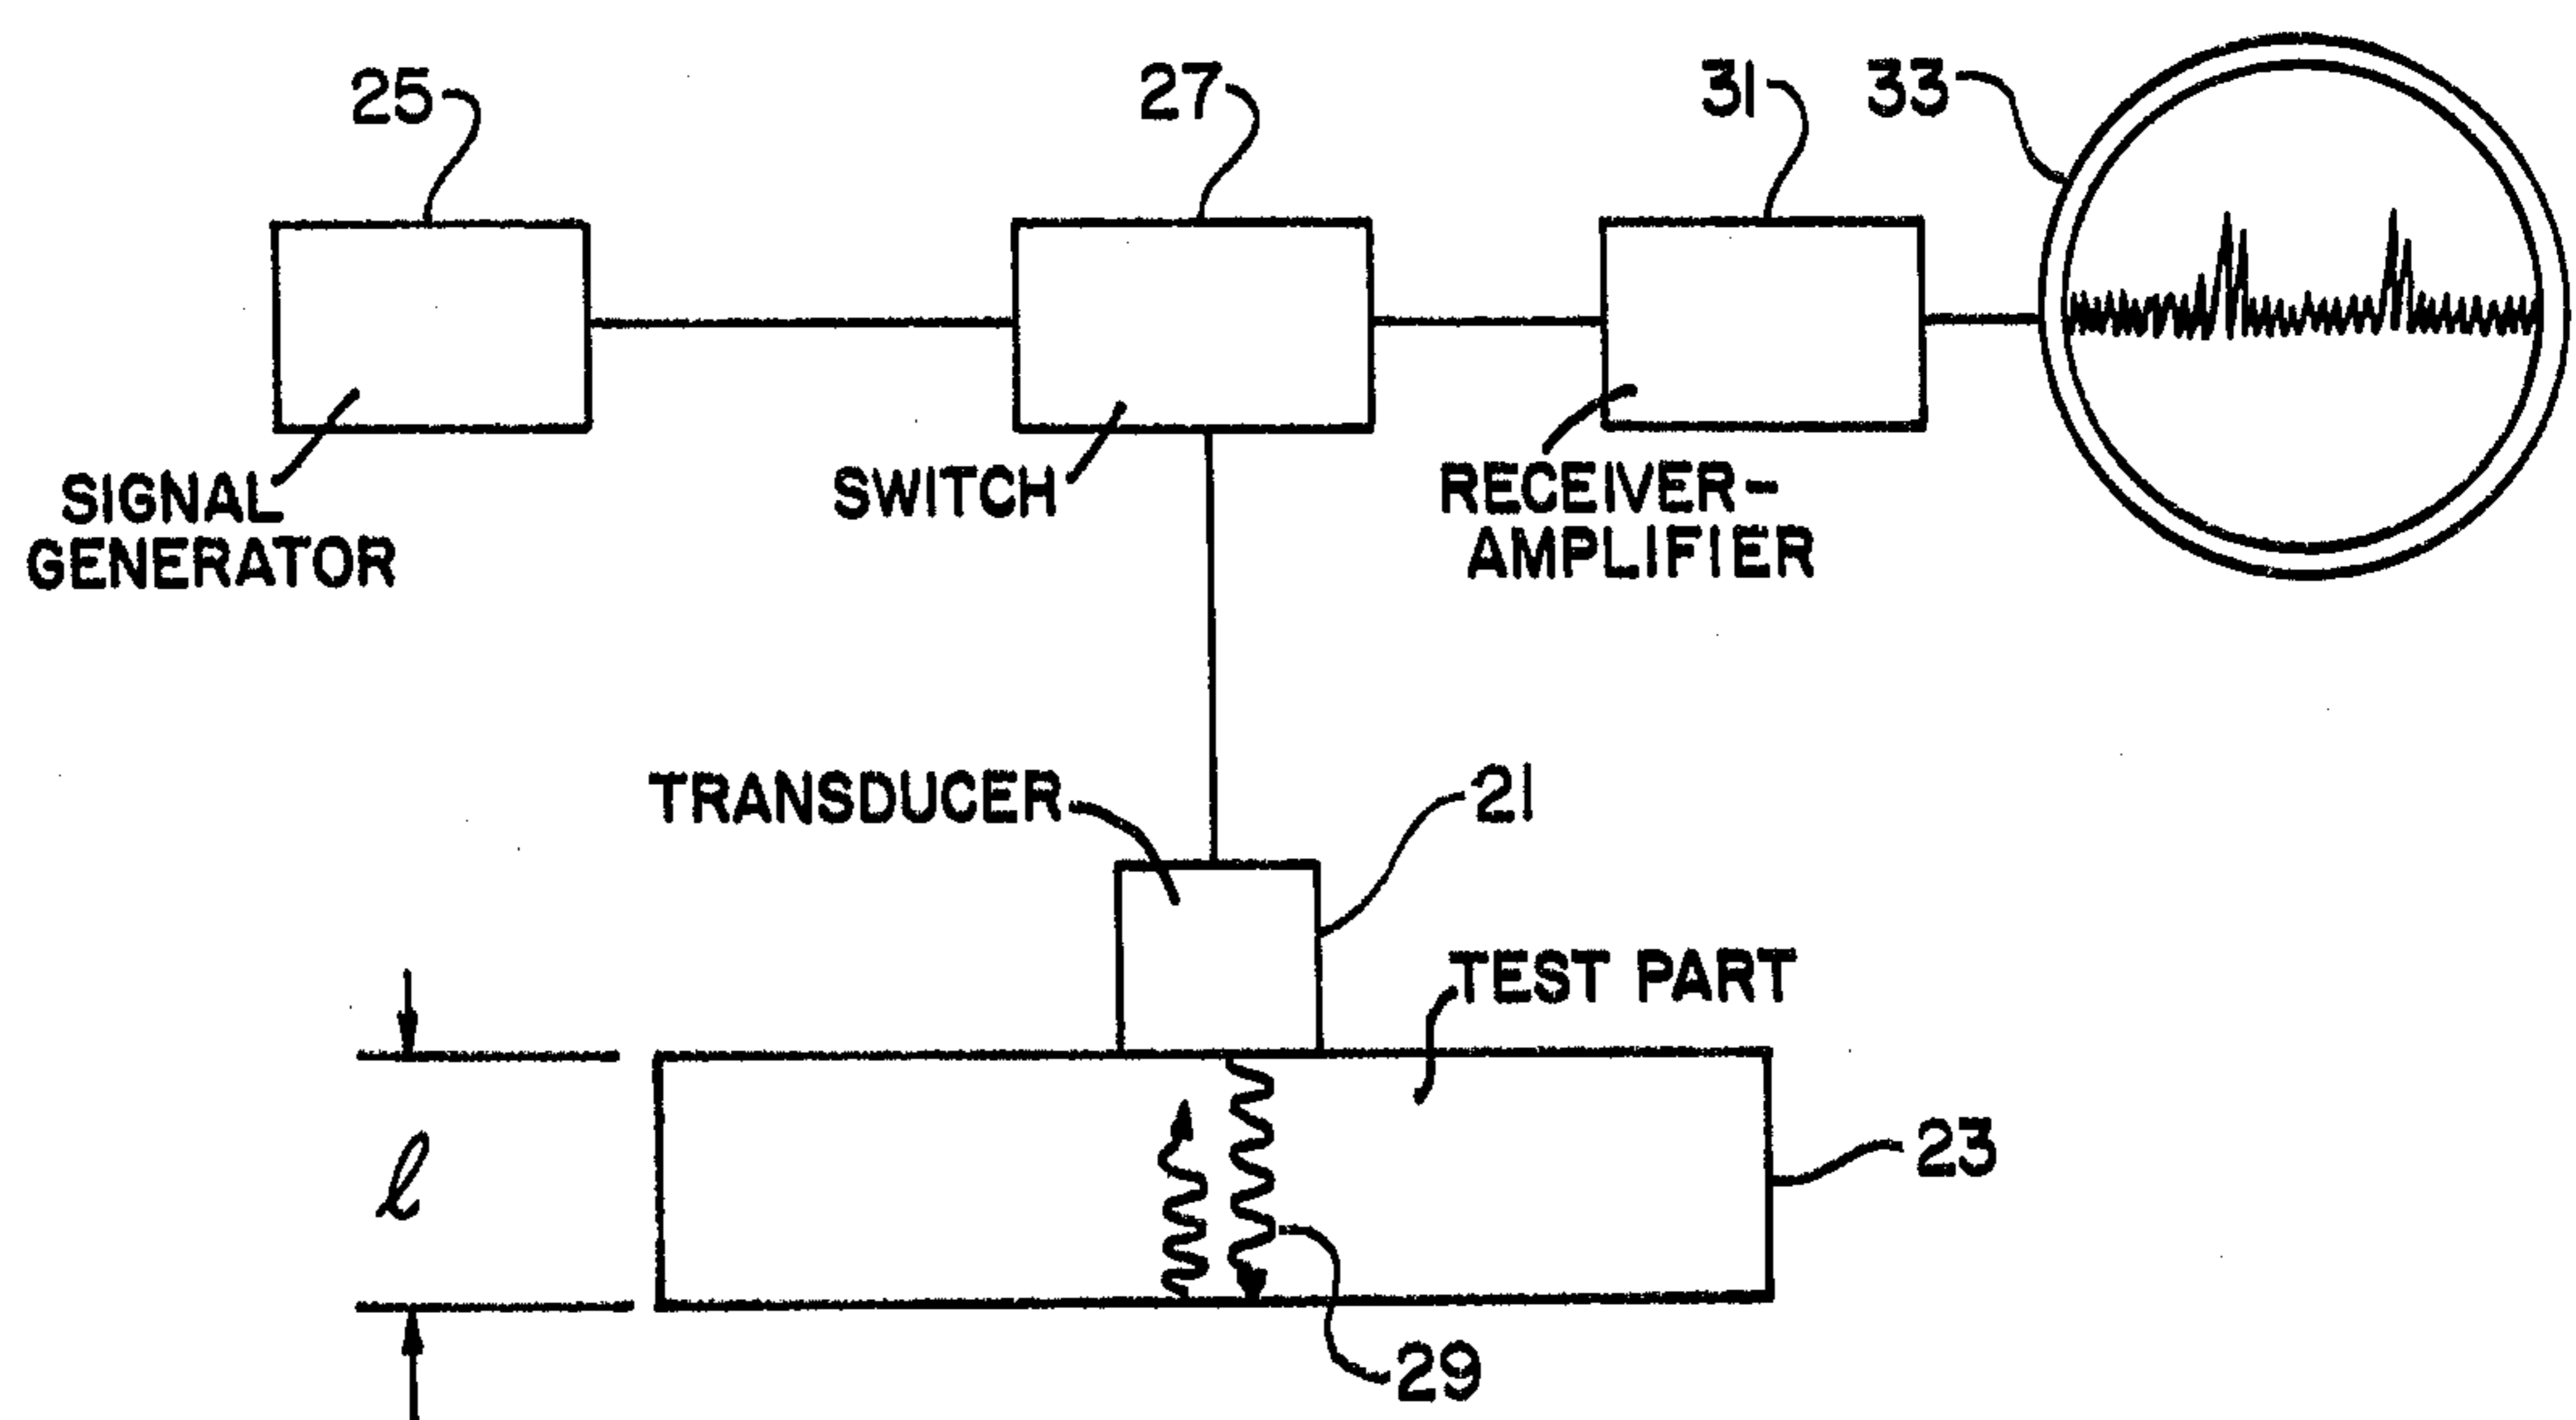 25
27
31
33
SIGNAL
GENERATOR
SWITCH
RECEIVER-
AMPLIFIER
TRANSDUCER
21
TEST PART
ℓ
23
29